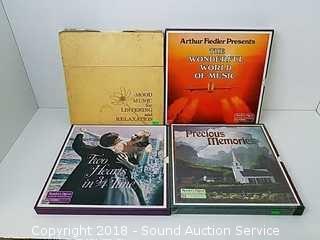 MOOD
MUSIC
for
LISTENING
and
RELAXATION
Arthur Fiedler Presents
THE
WONDERFUL
WORLD
OF MUSIC
Two
Hearts
in 3/4 Time
Precious
Memories
Copyright 2018 - Sound Auction Service